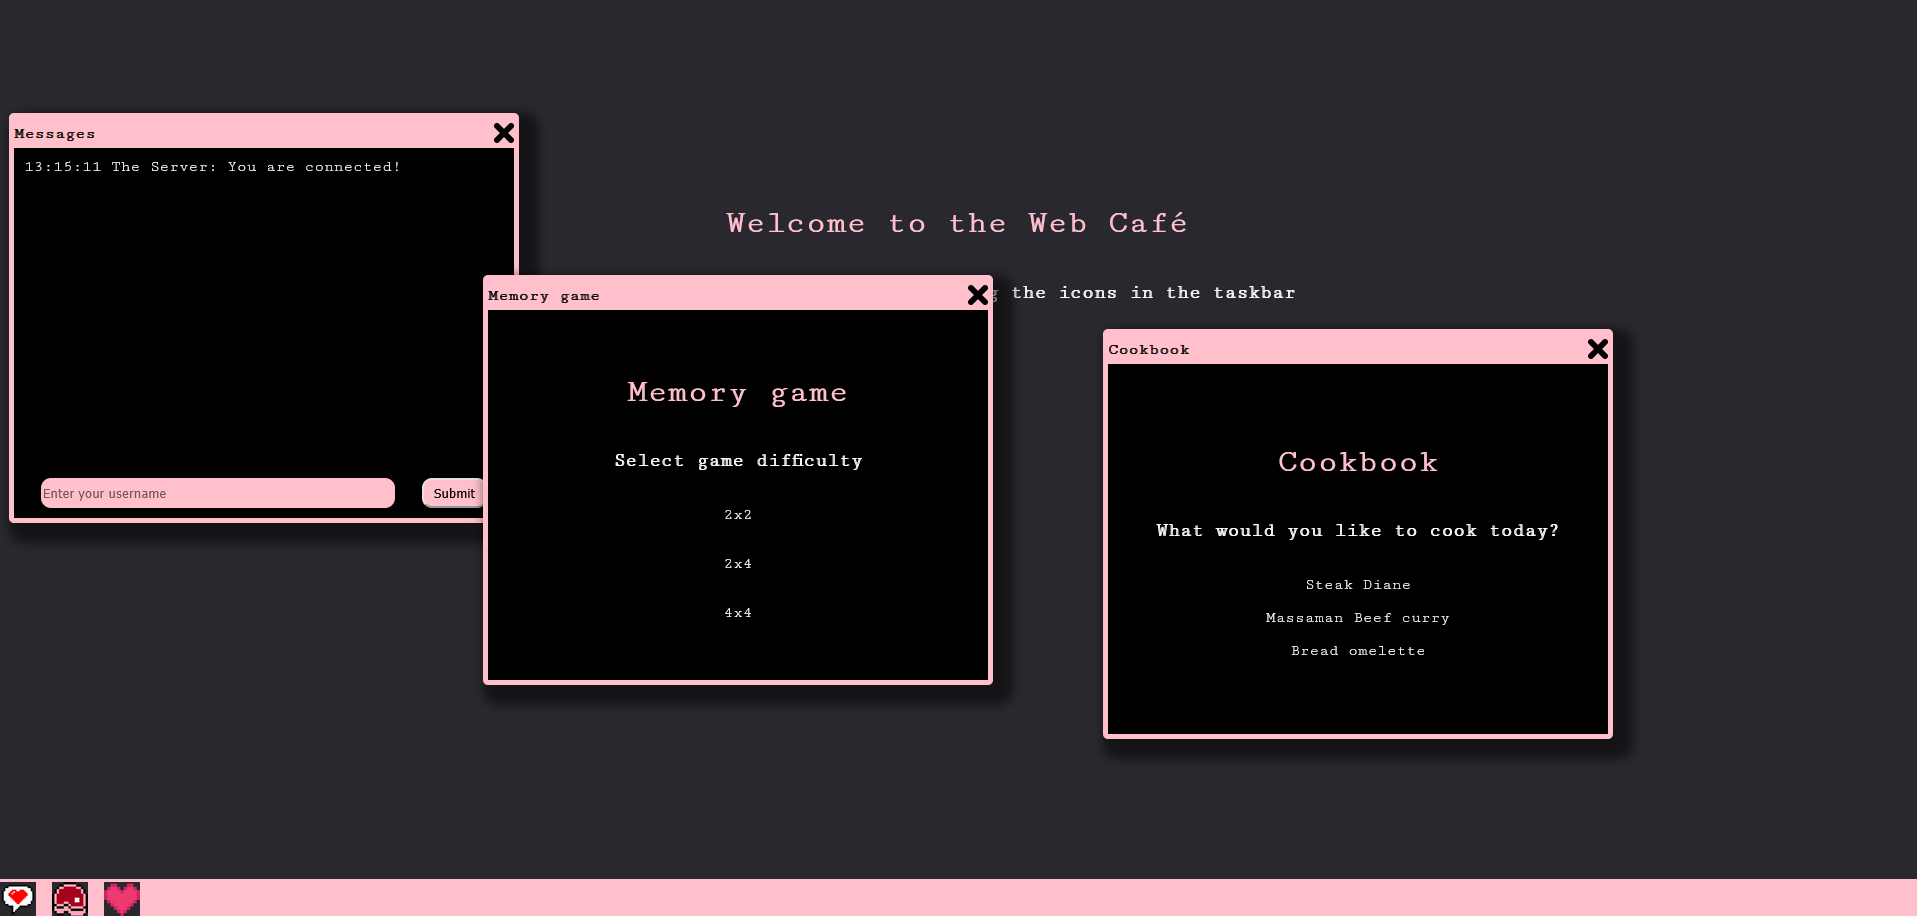 Messages
13:15:11 The Server: You are connected!
Enter your username
Submit
Welcome to the Web Café
the icons in the taskbar
Memory game
Memory game
Select game difficulty
2x2
2x4
4x4
Cookbook
Cookbook
What would you like to cook today?
Steak Diane
Massaman Beef curry
Bread omelette